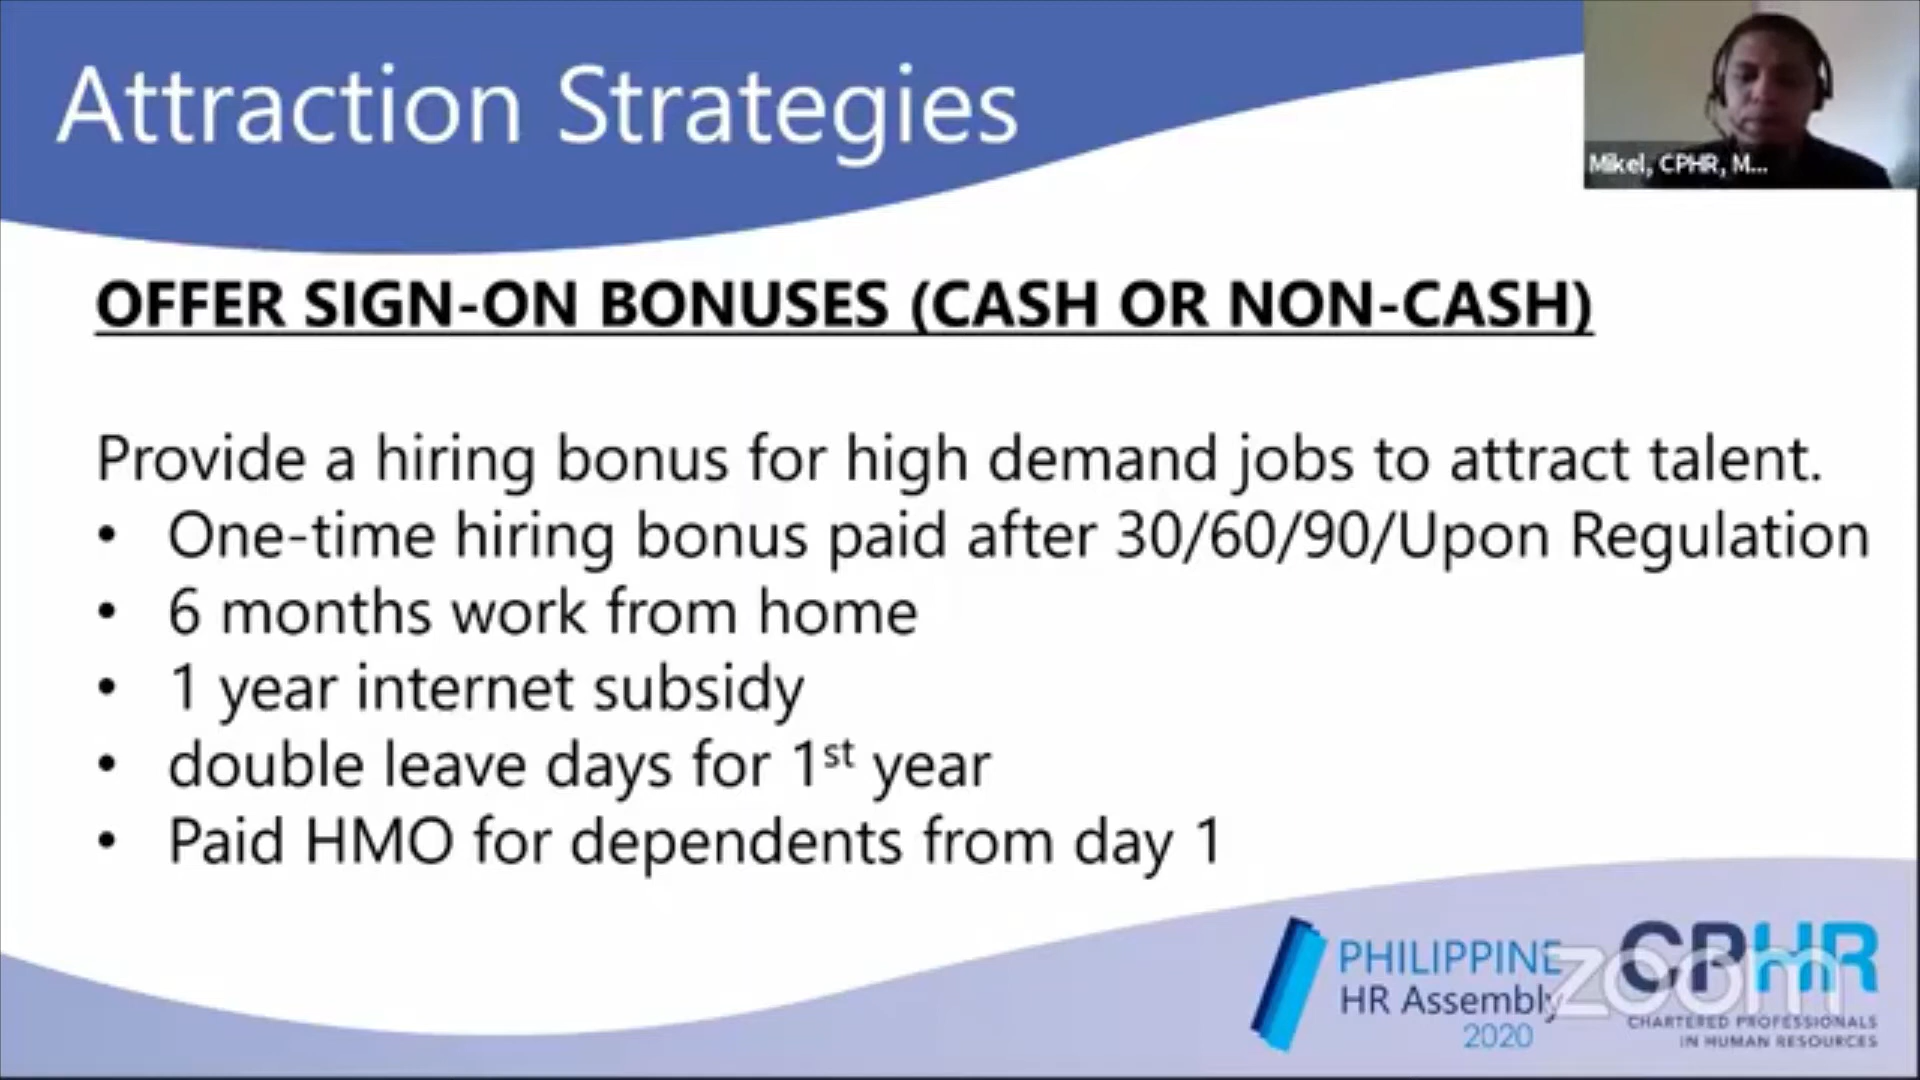 Attraction Strategies
Mikel, CPHR, M...
OFFER SIGN-ON BONUSES (CASH OR NON-CASH)
Provide a hiring bonus for high demand jobs to attract talent.
• One-time hiring bonus paid after 30/60/90/Upon Regulation
• 6 months work from home
• 1 year internet subsidy
• double leave days for 1st year
• Paid HMO for dependents from day 1
PHILIPPINE
HR Assembly
2020
zoom
CPHR
CHARTERED PROFESSIONALS
IN HUMAN RESOURCES